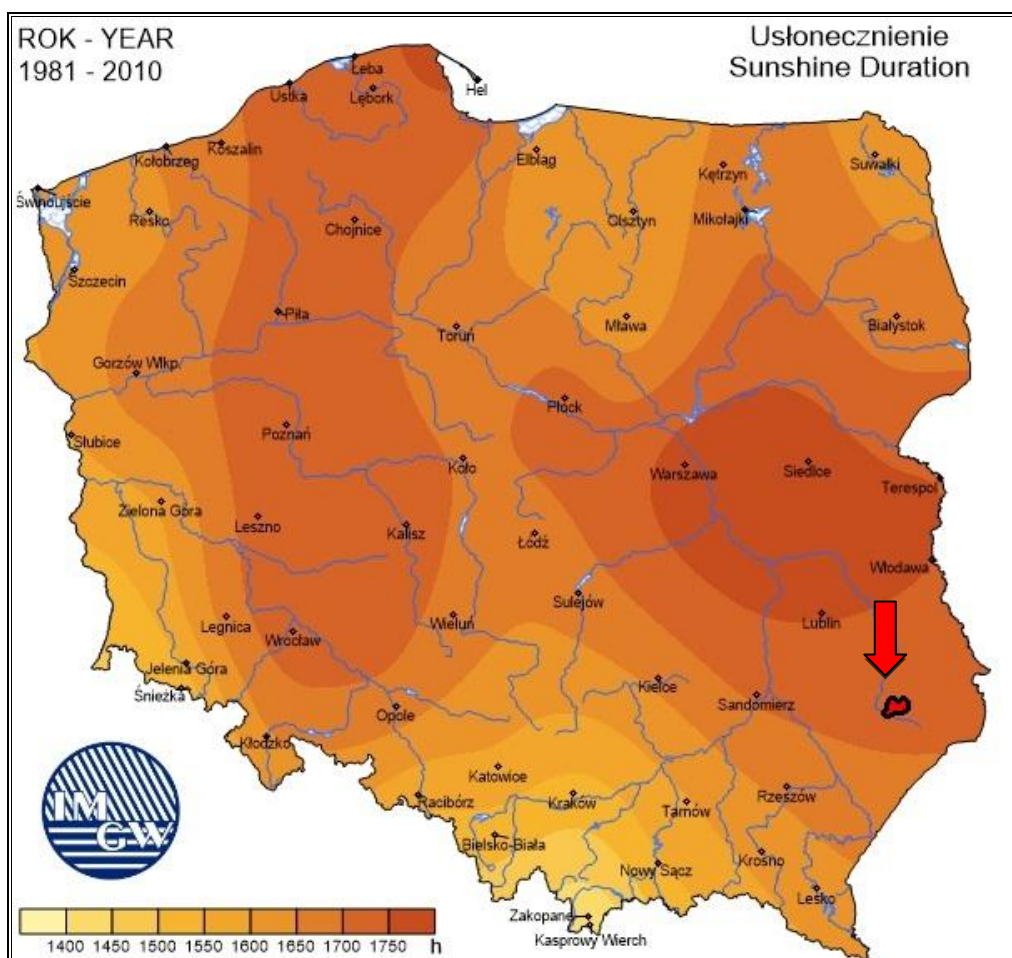 ROK - YEAR
1981 - 2010
Usłonecznienie
Sunshine Duration
Łeba
Hel
Ustka
Lębork
Koszalin
Kołobrzeg
Elbląg
Suwałki
Kętrzyn
Świnoujście
Resko
Chojnice
Olsztyn
Mikołajki
Szczecin
Piła
Toruń
Mława
Białystok
Gorzów Wlkp.
Płock
Słubice
Poznań
Koło
Warszawa
Siedlce
Terespol
Zielona Góra
Leszno
Kalisz
Łódź
Włodawa
Sulejów
Legnica
Wrocław
Wieluń
Lublin
Jelenia Góra
Śnieżka
Kielce
Sandomierz
Opole
Kłodzko
Katowice
Racibórz
Kraków
Tarnów
Rzeszów
Bielsko-Biała
Nowy Sącz
Krosno
Lesko
Zakopane
Kasprowy Wierch
IM
GW
1400 1450 1500 1550 1600 1650 1700 1750 h